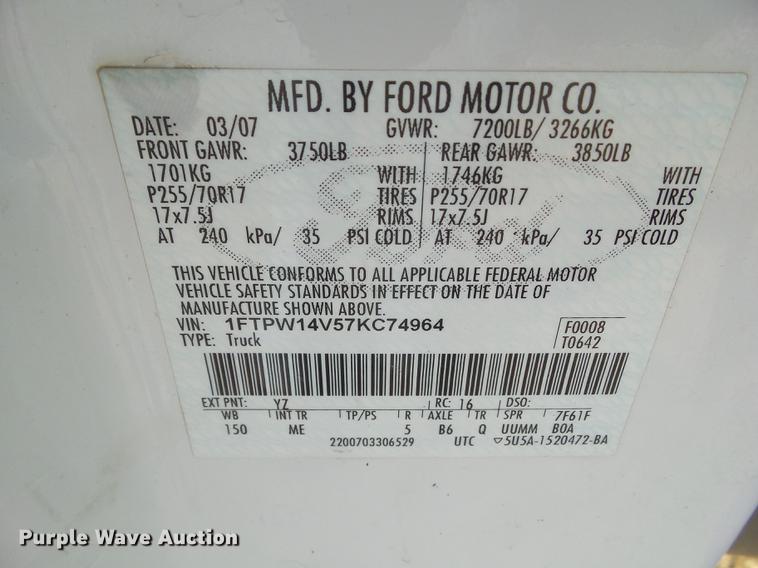 MFD. BY FORD MOTOR CO.
DATE: 03/07 GVWR: 7200LB/ 3266KG
FRONT GAWR: 3750LB REAR GAWR: 3850LB
1701KG WITH 1746KG WITH
P255/70R17 TIRES P255/70R17 TIRES
17x7.5J RIMS 17x7.5J RIMS
AT 240 kPa/ 35 PSI COLD AT 240 kPa/ 35 PSI COLD
THIS VEHICLE CONFORMS TO ALL APPLICABLE FEDERAL MOTOR
VEHICLE SAFETY STANDARDS IN EFFECT ON THE DATE OF
MANUFACTURE SHOWN ABOVE.
VIN: 1FTPW14V57KC74964 F0008
TYPE: Truck T0642
EXT PNT: YZ RC: 16 DSO:
WB INT TR TP/PS R AXLE TR SPR 7F61F
150 ME 5 B6 Q UUMM BOA
2200703306529 UTC ▽5U5A-1520472-BA
Purple Wave Auction